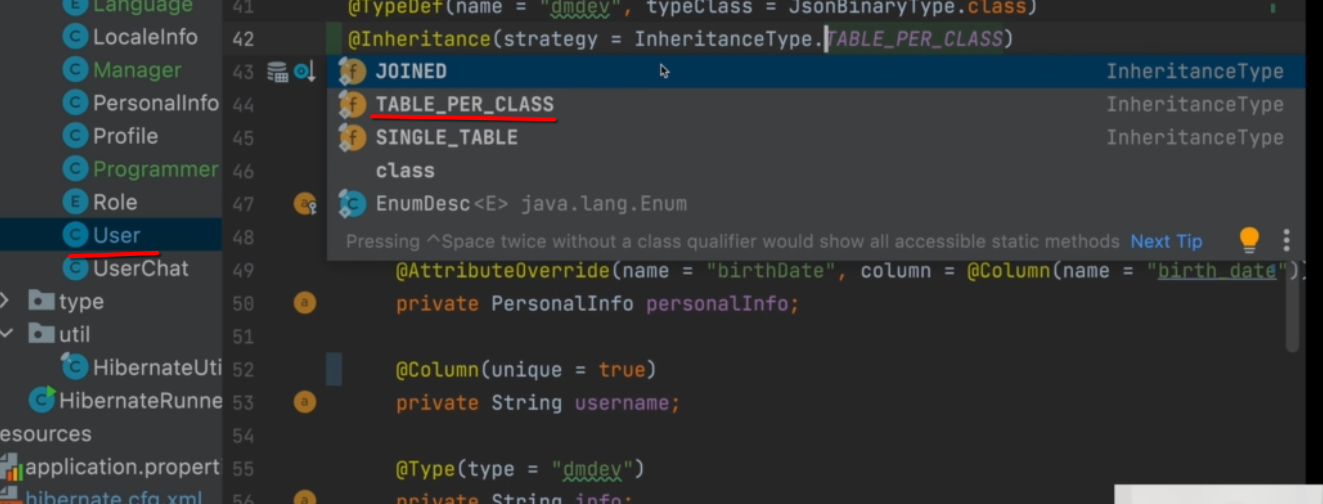 Language
LocaleInfo
Manager
PersonalInfo
Profile
Programmer
Role
User
UserChat
type
util
HibernateUti
HibernateRunne
esources
application.propert
hibernate.cfg.xml
41 @TypeDef(name = "dmdev", typeClass = JsonBinaryType.class)
42 @Inheritance(strategy = InheritanceType.TABLE_PER_CLASS)
43 JOINED InheritanceType
44 TABLE_PER_CLASS InheritanceType
45 SINGLE_TABLE InheritanceType
46 class
47 EnumDesc<E> java.lang.Enum
48 Pressing ^Space twice without a class qualifier would show all accessible static methods Next Tip
49 @AttributeOverride(name = "birthDate", column = @Column(name = "birth_date"))
50 private PersonalInfo personalInfo;
51
52 @Column(unique = true)
53 private String username;
54
55 @Type(type = "dmdev")
56 private String info;